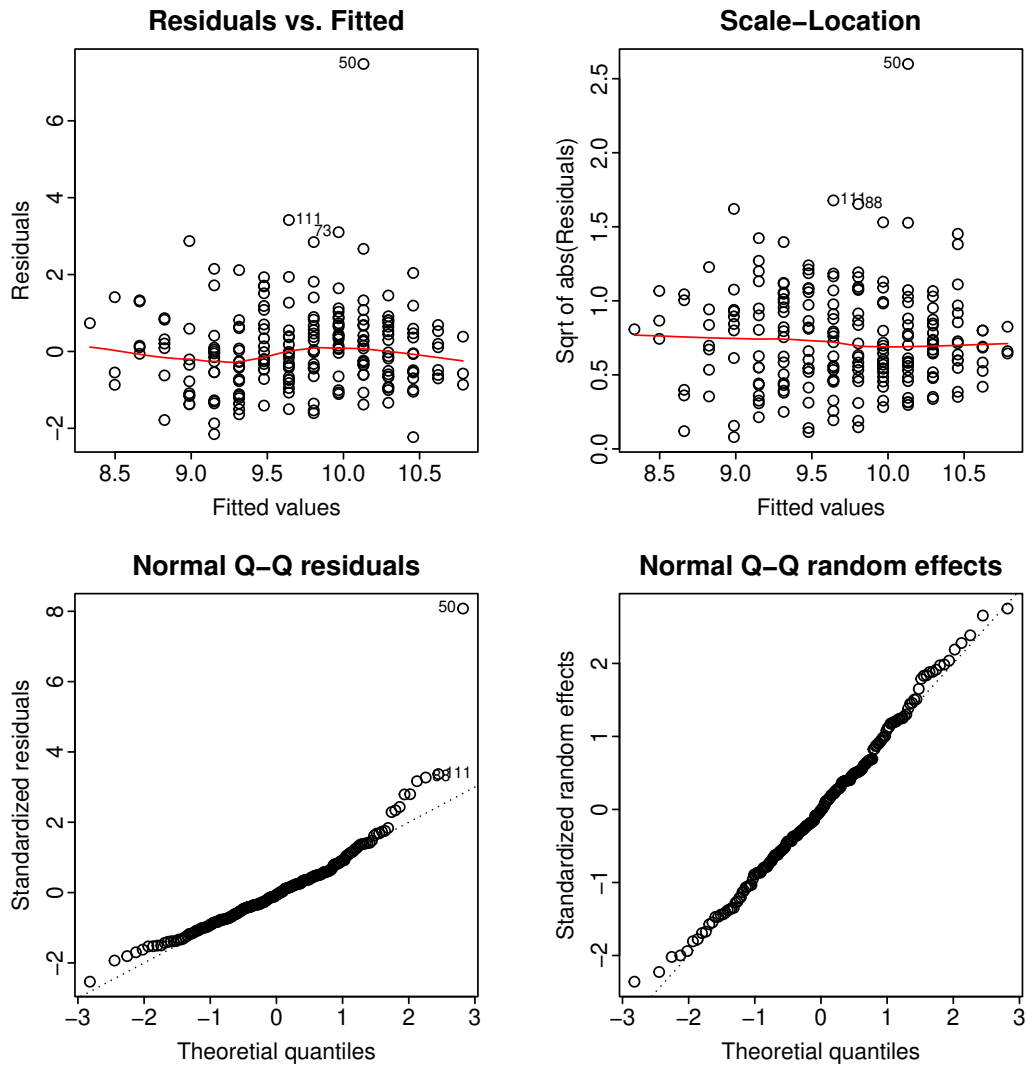 Residuals vs. Fitted
50
111
73
Residuals
−2 0 2 4 6
8.5 9.0 9.5 10.0 10.5
Fitted values
Scale−Location
50
111
88
Sqrt of abs(Residuals)
0.0 0.5 1.0 1.5 2.0 2.5
8.5 9.0 9.5 10.0 10.5
Fitted values
Normal Q−Q residuals
50
111
Standardized residuals
−2 0 2 4 6 8
−3 −2 −1 0 1 2 3
Theoretial quantiles
Normal Q−Q random effects
Standardized random effects
−2 −1 0 1 2
−3 −2 −1 0 1 2 3
Theoretial quantiles